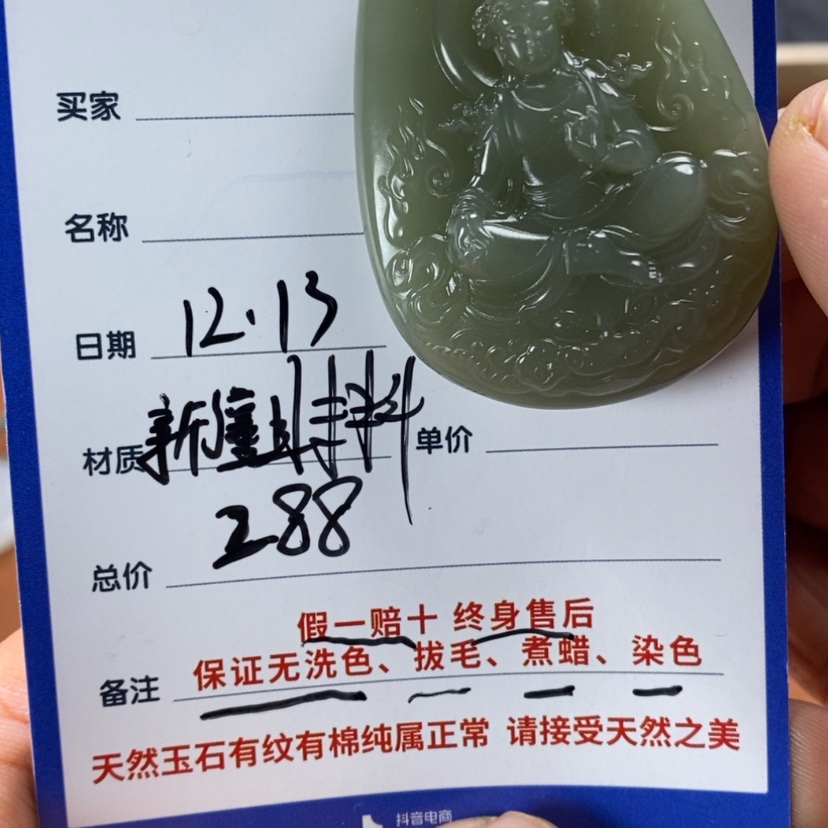 买家
名称
日期 12.13
材质 新疆料 单价
总价 288
假一赔十 终身售后
备注 保证无洗色、拔毛、煮蜡、染色
天然玉石有纹有棉纯属正常 请接受天然之美
抖音电商